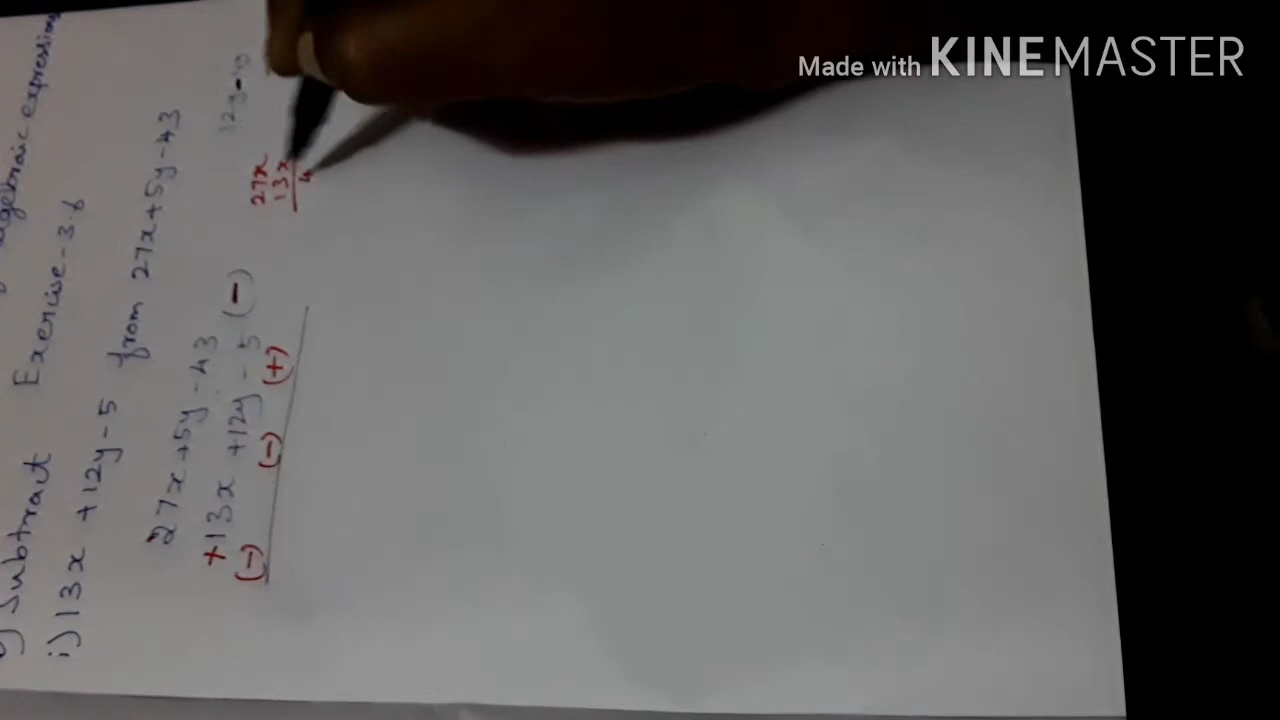 algebraic expressions
Subtract Exercise-3.6
i) 13x + 12y - 5 from 27x + 5y - 43
27x + 5y - 43
+13x + 12y - 5 (-)
(-) (-) (+)
27x
13x
4
Made with KINEMASTER